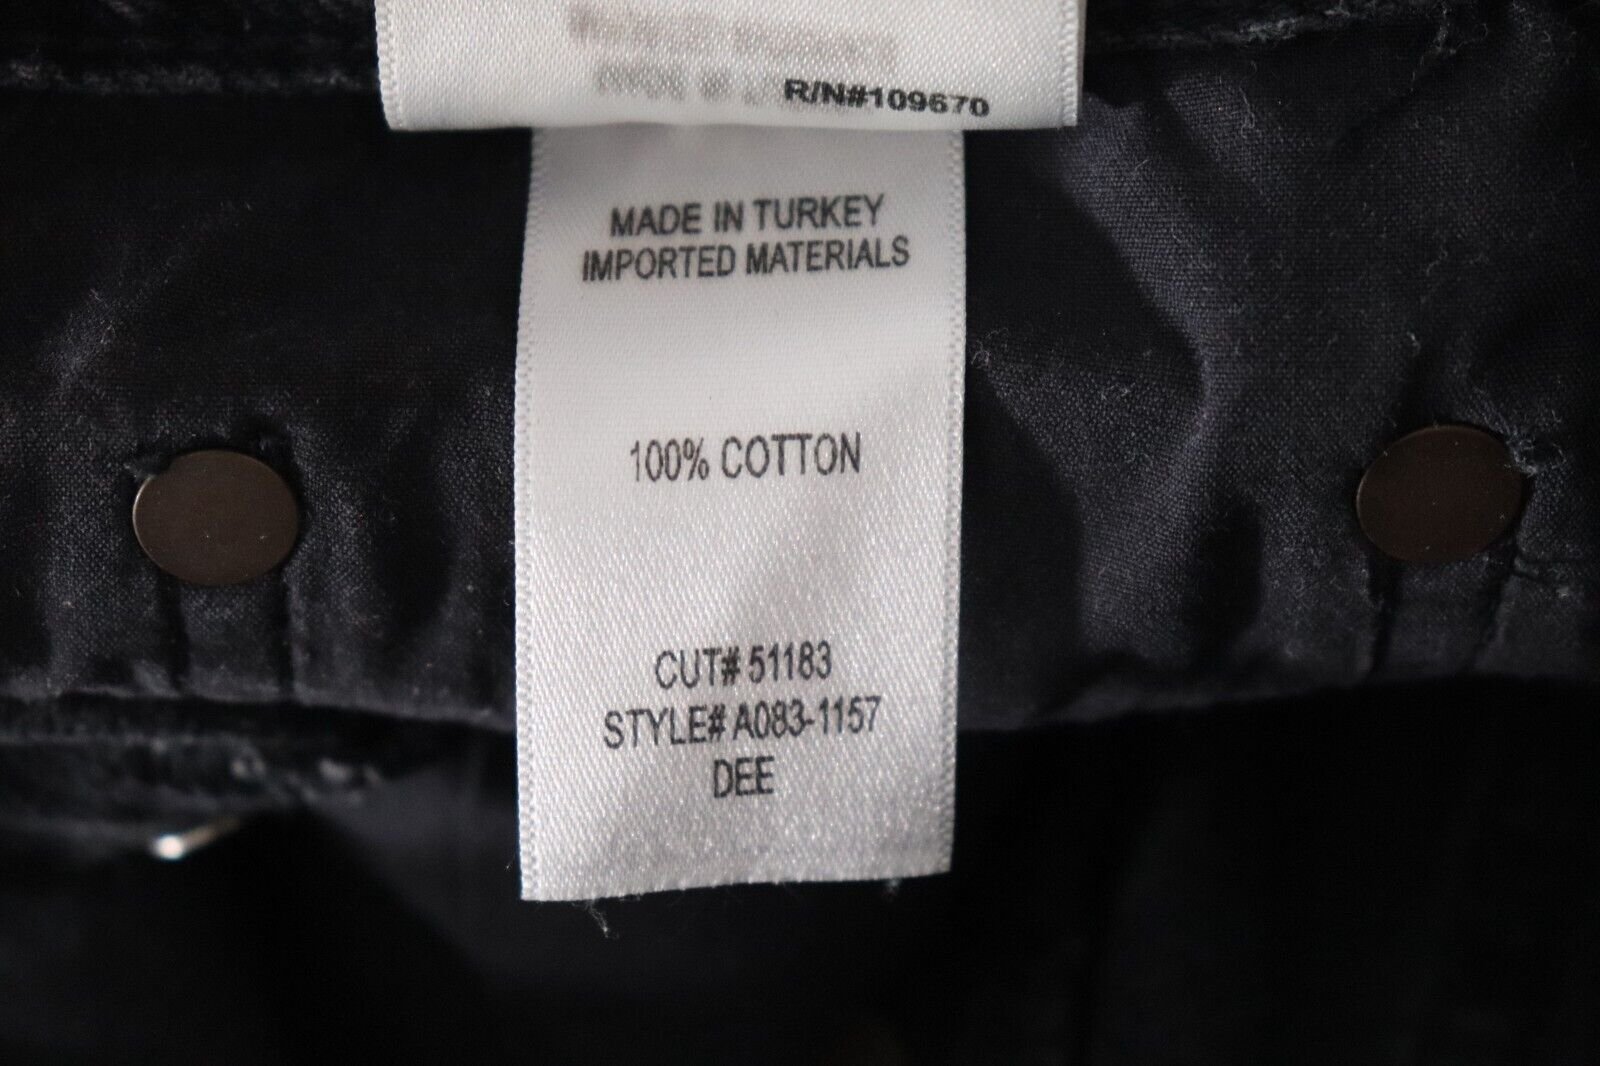 R/N#109670
MADE IN TURKEY
IMPORTED MATERIALS
100% COTTON
CUT# 51183
STYLE# A083-1157
DEE